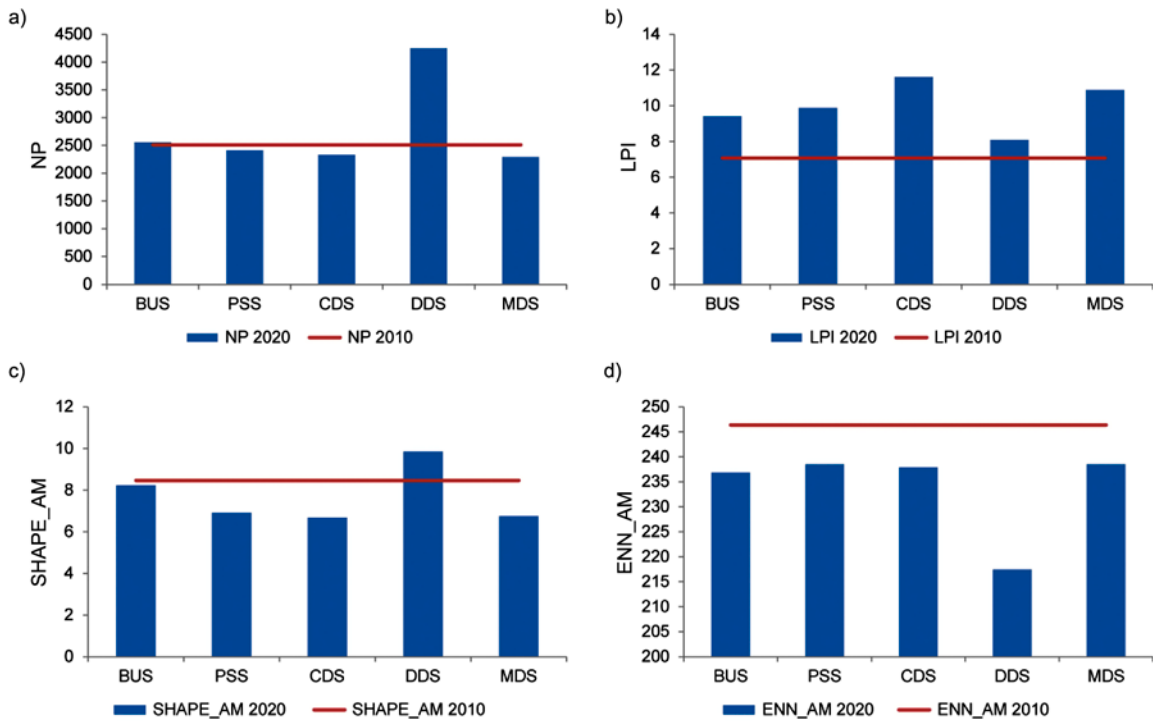 a)
4500
4000
3500
3000
2500
2000
1500
1000
500
0
NP
BUS PSS CDS DDS MDS
NP 2020 NP 2010
b)
14
12
10
8
6
4
2
0
LPI
BUS PSS CDS DDS MDS
LPI 2020 LPI 2010
c)
12
10
8
6
4
2
0
SHAPE_AM
BUS PSS CDS DDS MDS
SHAPE_AM 2020 SHAPE_AM 2010
d)
250
245
240
235
230
225
220
215
210
205
200
ENN_AM
BUS PSS CDS DDS MDS
ENN_AM 2020 ENN_AM 2010